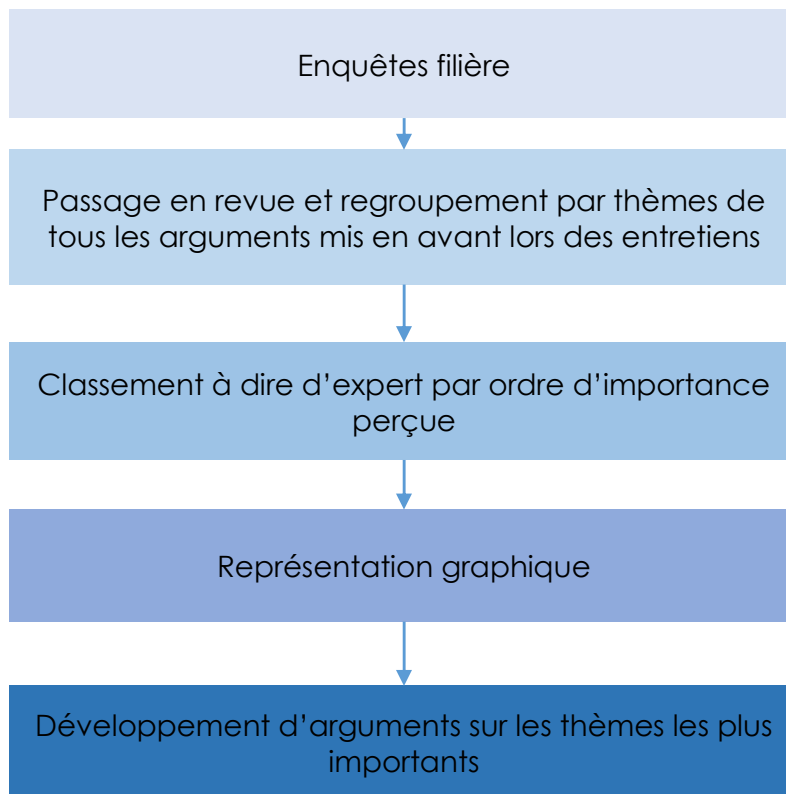 Enquêtes filière
Passage en revue et regroupement par thèmes de
tous les arguments mis en avant lors des entretiens
Classement à dire d’expert par ordre d’importance
perçue
Représentation graphique
Développement d’arguments sur les thèmes les plus
importants